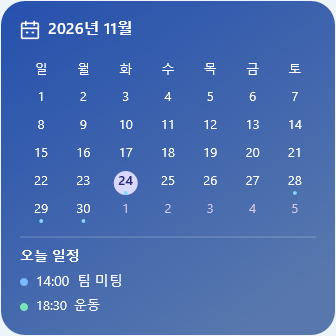 2026년 11월
일 월 화 수 목 금 토
1 2 3 4 5 6 7
8 9 10 11 12 13 14
15 16 17 18 19 20 21
22 23 24 25 26 27 28
29 30 1 2 3 4 5
오늘 일정
14:00 팀 미팅
18:30 운동